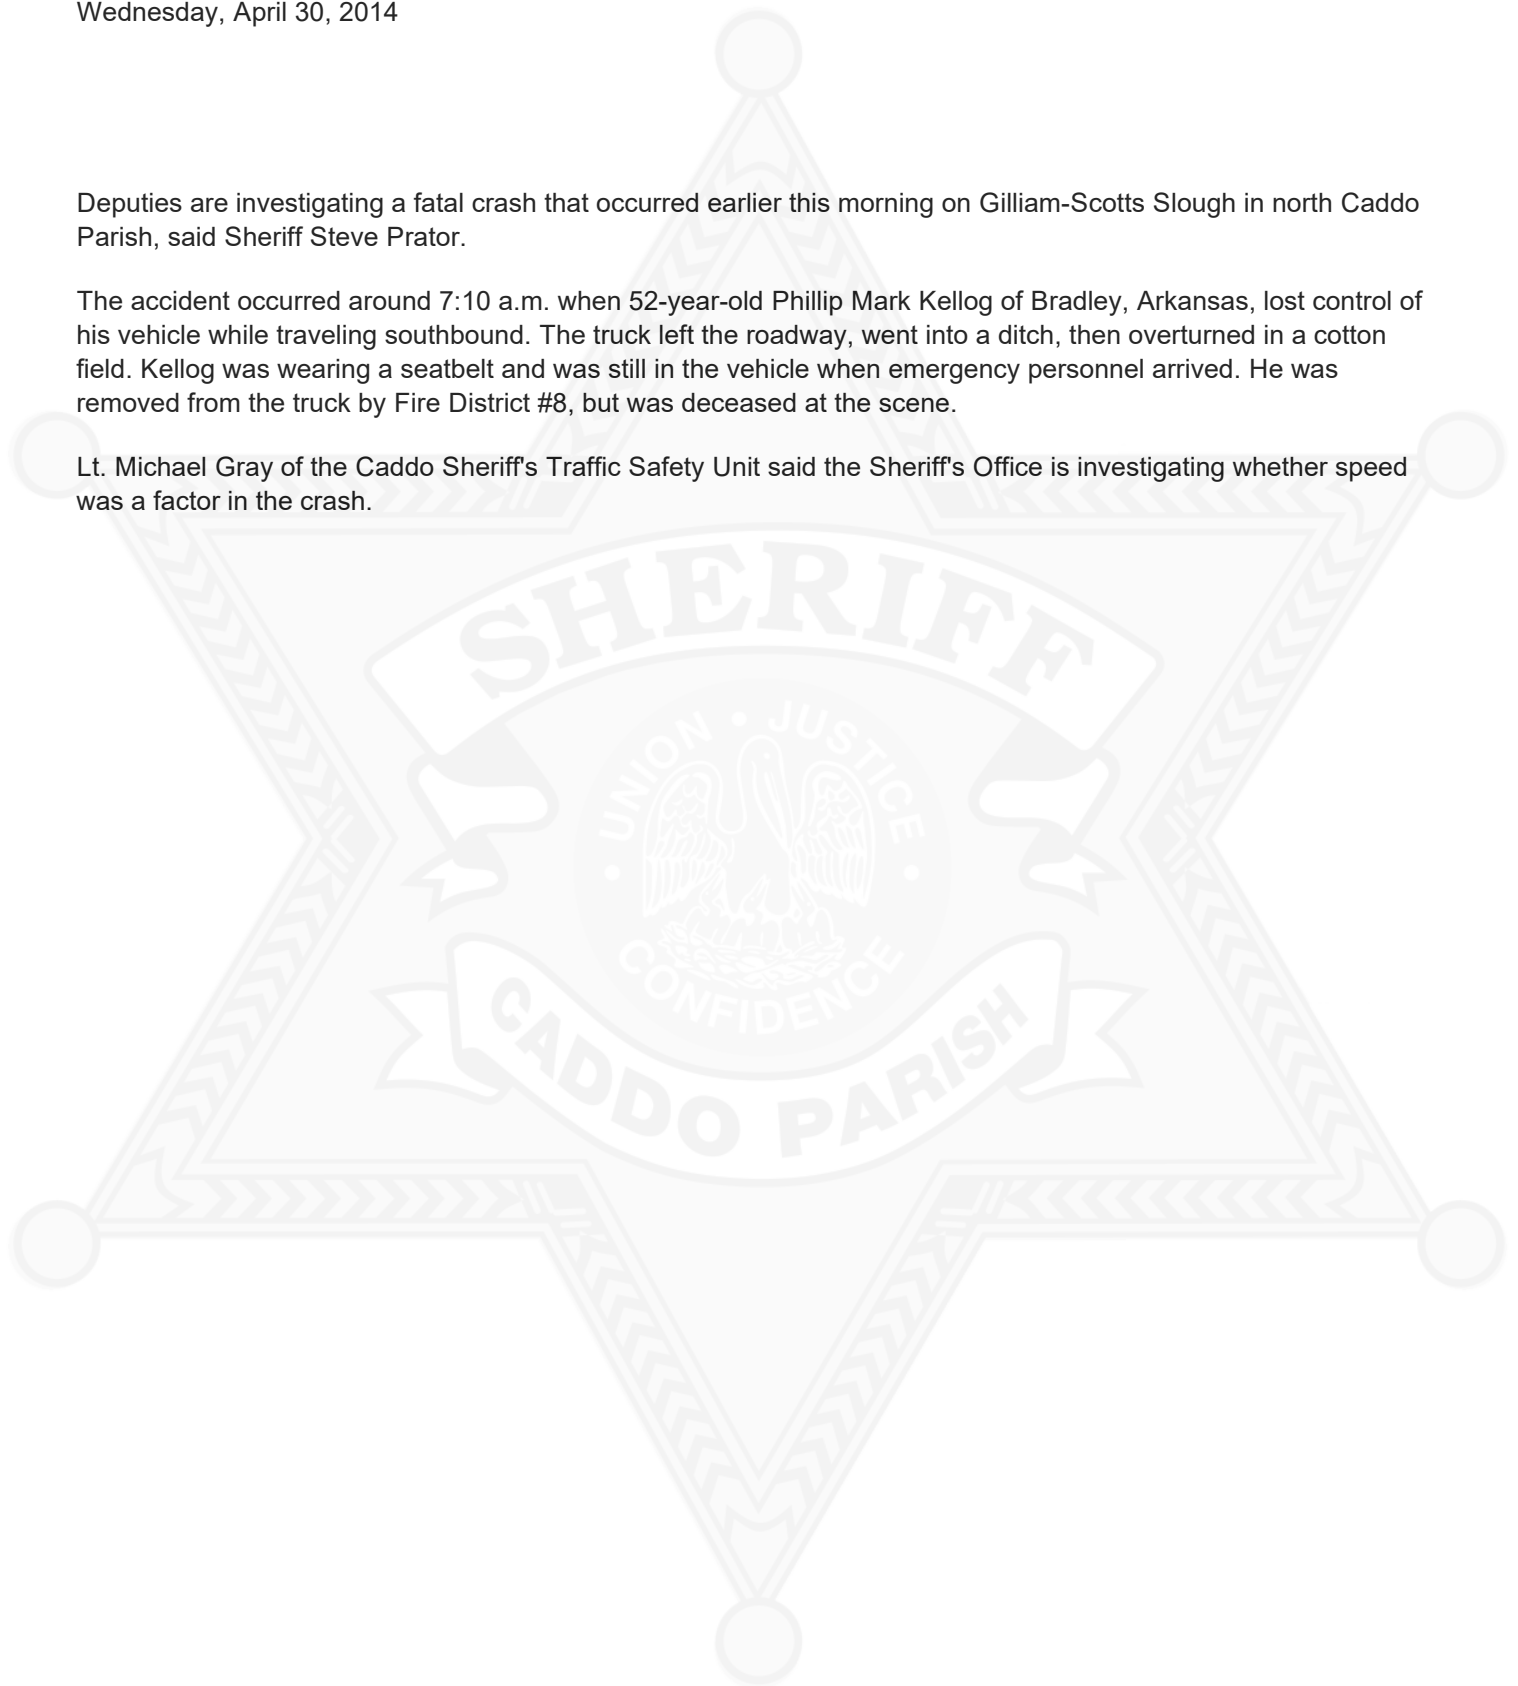 Wednesday, April 30, 2014
Deputies are investigating a fatal crash that occurred earlier this morning on Gilliam-Scotts Slough in north Caddo
Parish, said Sheriff Steve Prator.
The accident occurred around 7:10 a.m. when 52-year-old Phillip Mark Kellog of Bradley, Arkansas, lost control of
his vehicle while traveling southbound. The truck left the roadway, went into a ditch, then overturned in a cotton
field. Kellog was wearing a seatbelt and was still in the vehicle when emergency personnel arrived. He was
removed from the truck by Fire District #8, but was deceased at the scene.
Lt. Michael Gray of the Caddo Sheriff's Traffic Safety Unit said the Sheriff's Office is investigating whether speed
was a factor in the crash.
SHERIFF
UNION • JUSTICE
• CONFIDENCE •
CADDO PARISH